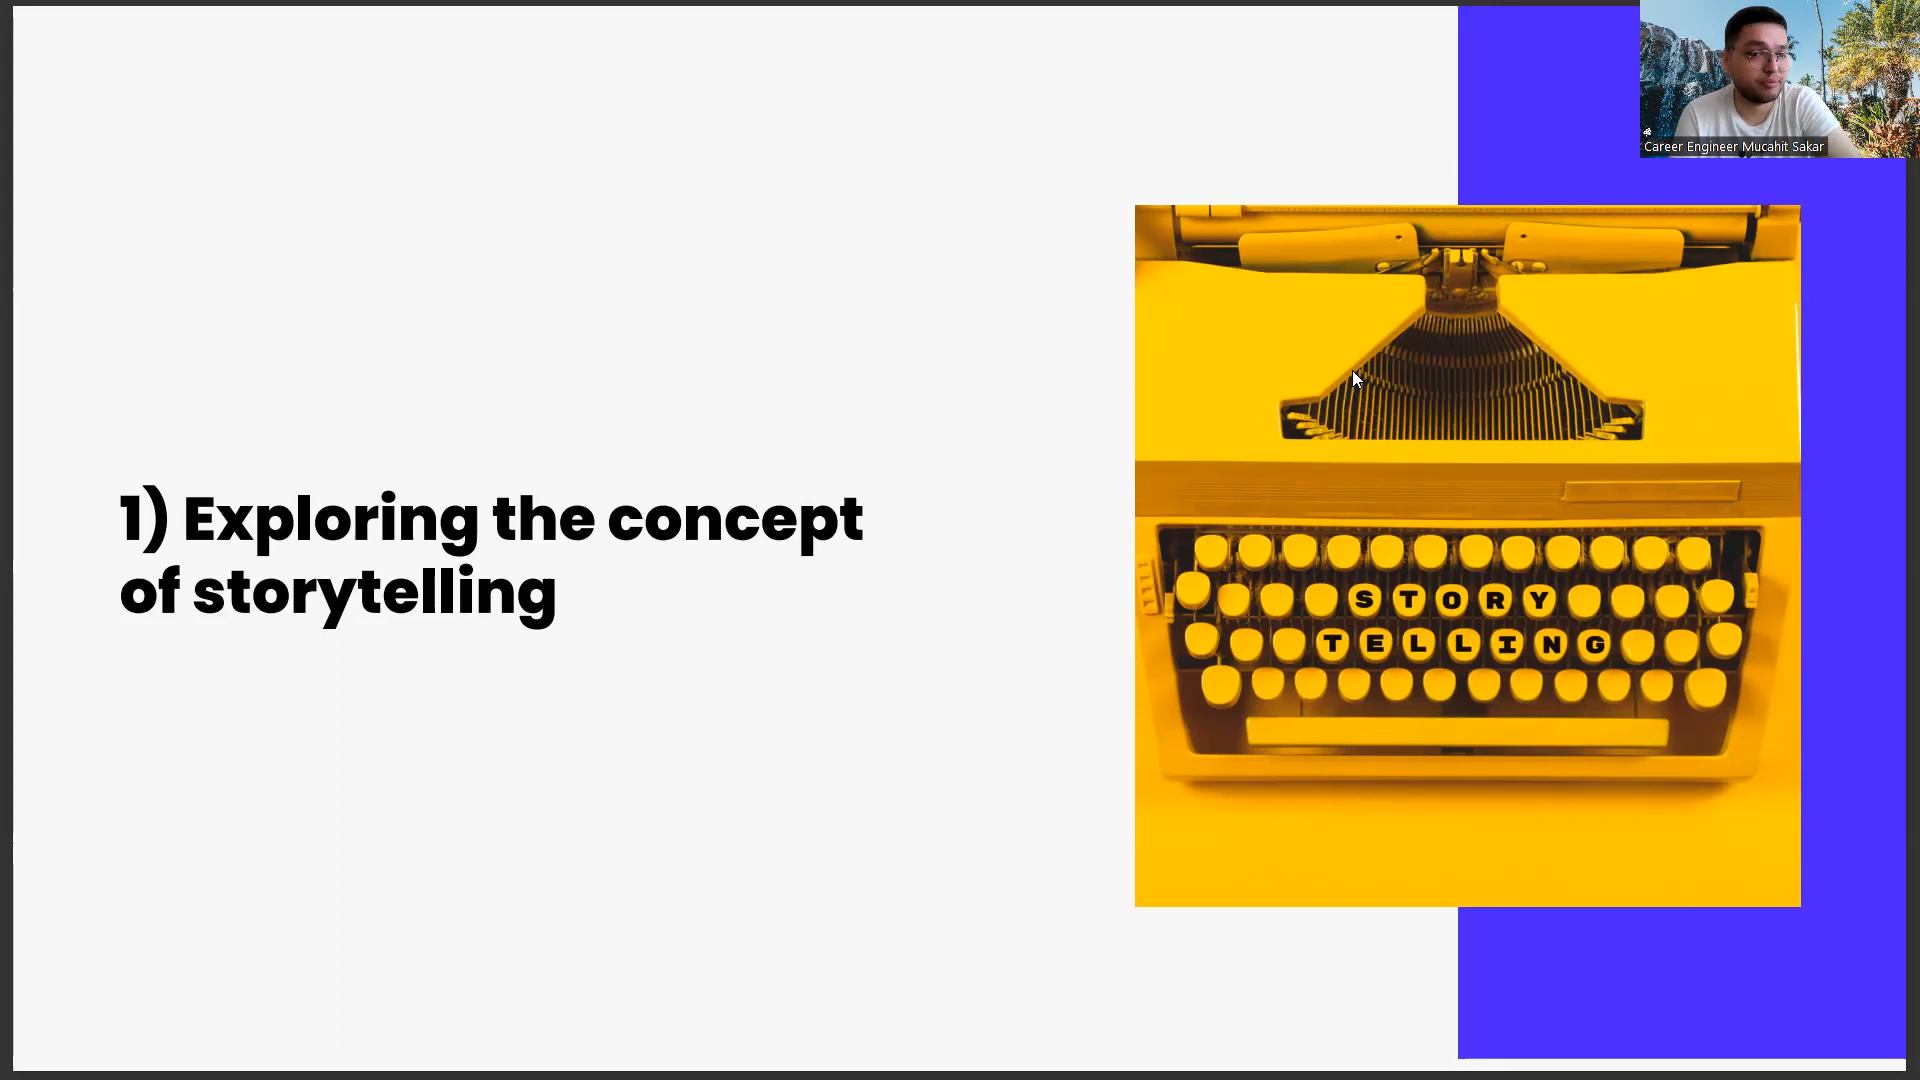 Career Engineer Mucahit Sakar
1) Exploring the concept
of storytelling
STORY
TELLING